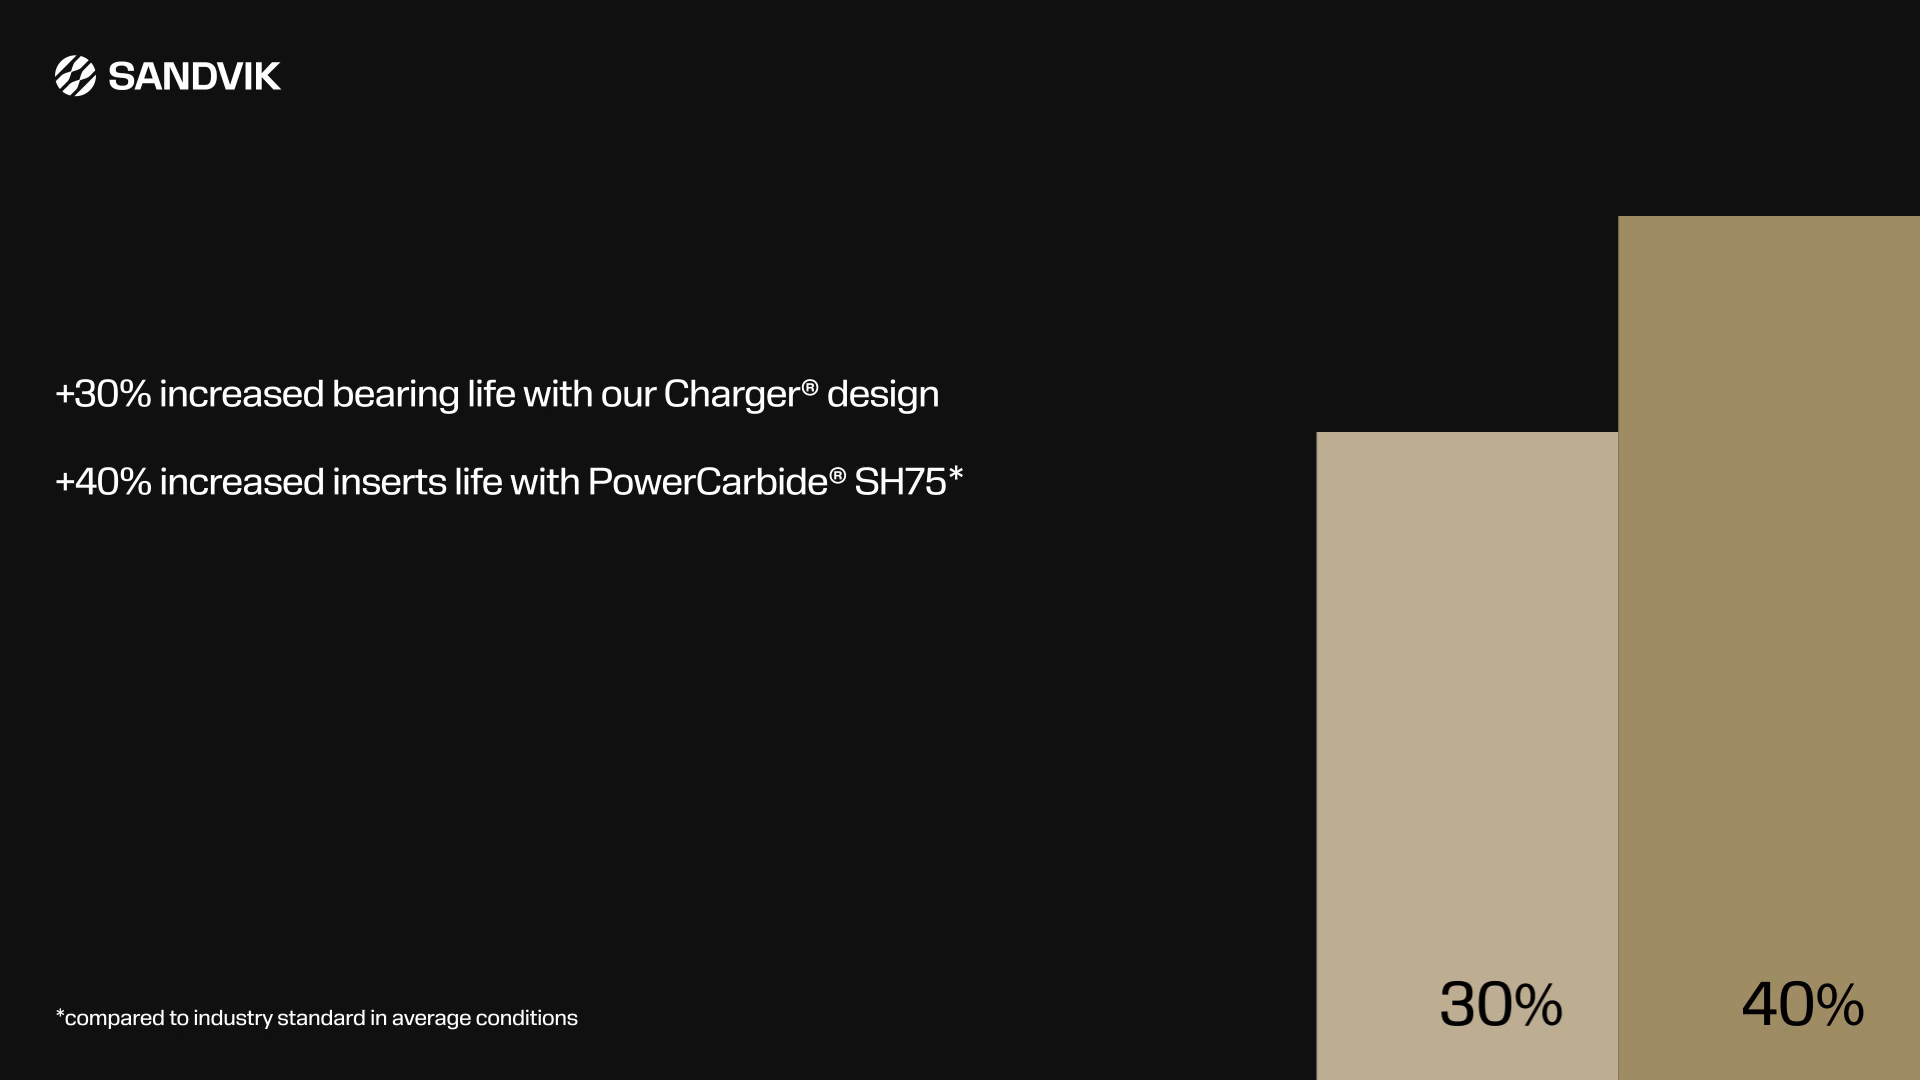 SANDVIK
+30% increased bearing life with our Charger® design
+40% increased inserts life with PowerCarbide® SH75*
30%
40%
*compared to industry standard in average conditions